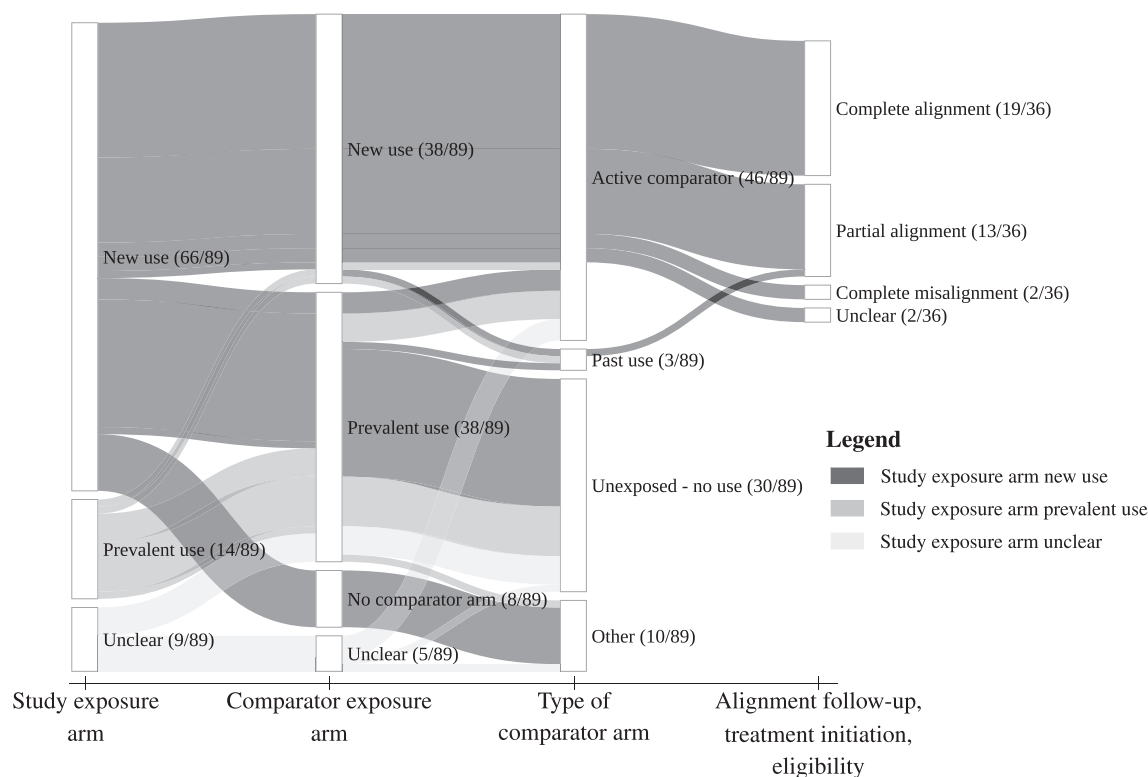 Complete alignment (19/36)
New use (38/89)
Active comparator (46/89)
Partial alignment (13/36)
New use (66/89)
Complete misalignment (2/36)
Unclear (2/36)
Past use (3/89)
Prevalent use (38/89)
Legend
Study exposure arm new use
Unexposed - no use (30/89)
Study exposure arm prevalent use
Study exposure arm unclear
Prevalent use (14/89)
No comparator arm (8/89)
Other (10/89)
Unclear (9/89)
Unclear (5/89)
Study exposure
arm
Comparator exposure
arm
Type of
comparator arm
Alignment follow-up,
treatment initiation,
eligibility